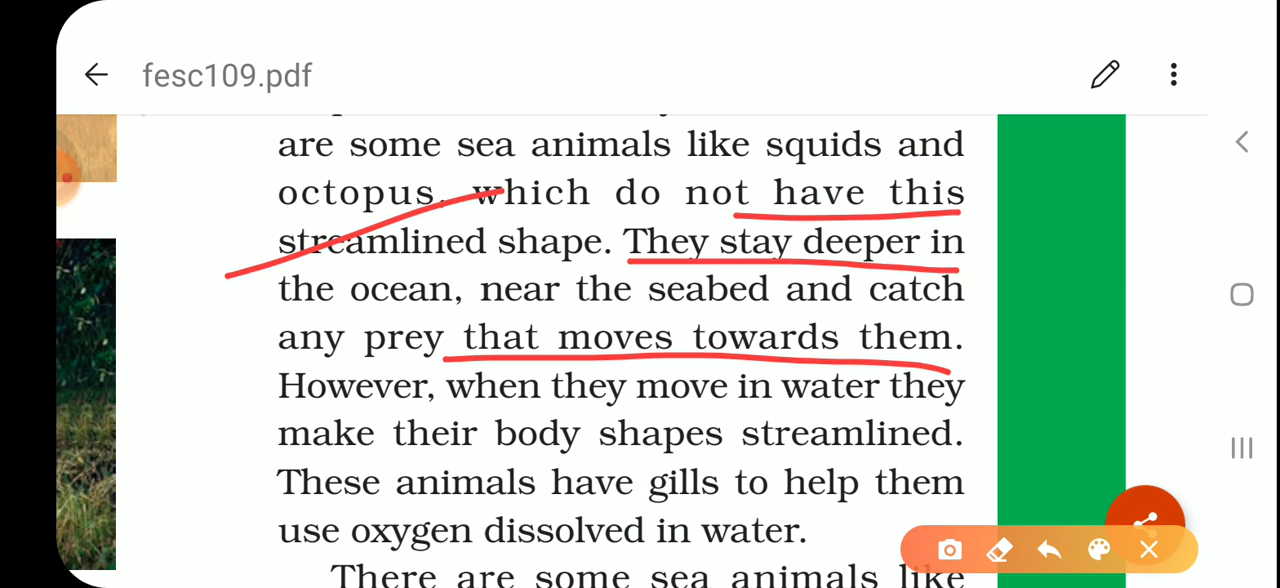 fesc109.pdf
are some sea animals like squids and
octopus, which do not have this
streamlined shape. They stay deeper in
the ocean, near the seabed and catch
any prey that moves towards them.
However, when they move in water they
make their body shapes streamlined.
These animals have gills to help them
use oxygen dissolved in water.
There are some sea animals like